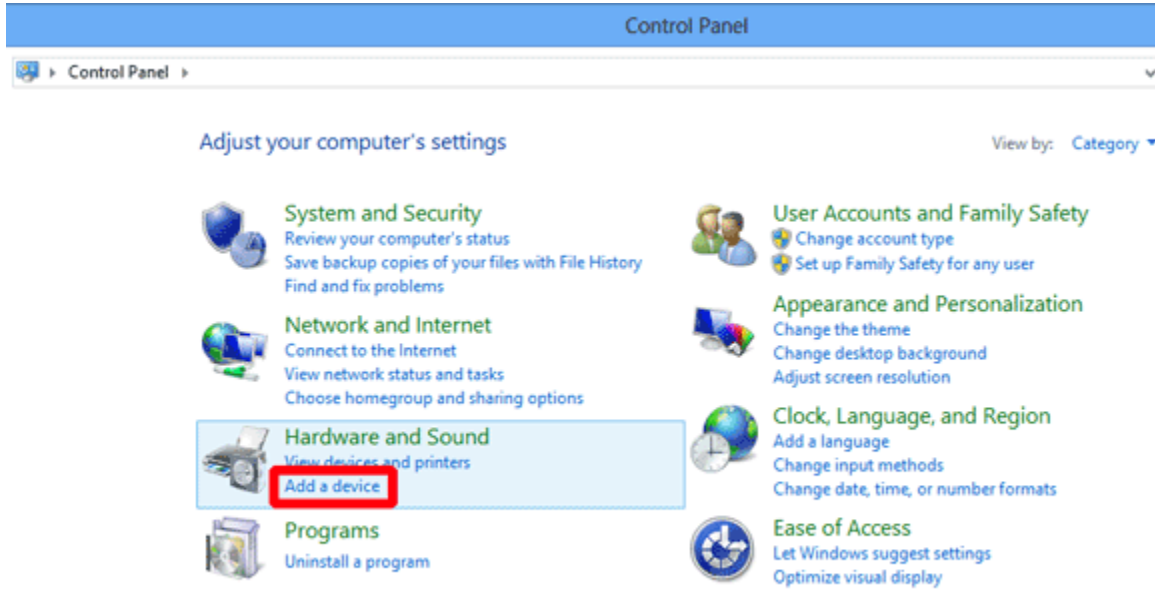 Control Panel
Control Panel
Adjust your computer's settings
View by: Category
System and Security
Review your computer's status
Save backup copies of your files with File History
Find and fix problems
Network and Internet
Connect to the Internet
View network status and tasks
Choose homegroup and sharing options
Hardware and Sound
View devices and printers
Add a device
Programs
Uninstall a program
User Accounts and Family Safety
Change account type
Set up Family Safety for any user
Appearance and Personalization
Change the theme
Change desktop background
Adjust screen resolution
Clock, Language, and Region
Add a language
Change input methods
Change date, time, or number formats
Ease of Access
Let Windows suggest settings
Optimize visual display